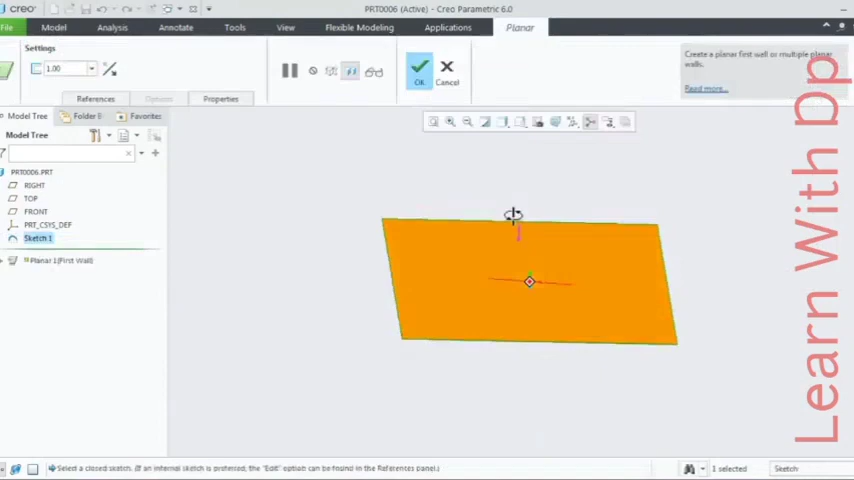 creo
PRT0006 (Active) - Creo Parametric 6.0
File
Model
Analysis
Annotate
Tools
View
Flexible Modeling
Applications
Planar
Settings
1.00
OK
Cancel
Create a planar first wall or multiple planar walls.
Read more...
References
Options
Properties
Model Tree
Folder B
Favorites
Model Tree
PRT0006.PRT
RIGHT
TOP
FRONT
PRT_CSYS_DEF
Sketch 1
Planar 1(First Wall)
Learn With Dp
Select a closed sketch. (If an internal sketch is preferred, the "Edit" option can be found in the References panel.)
1 selected
Sketch